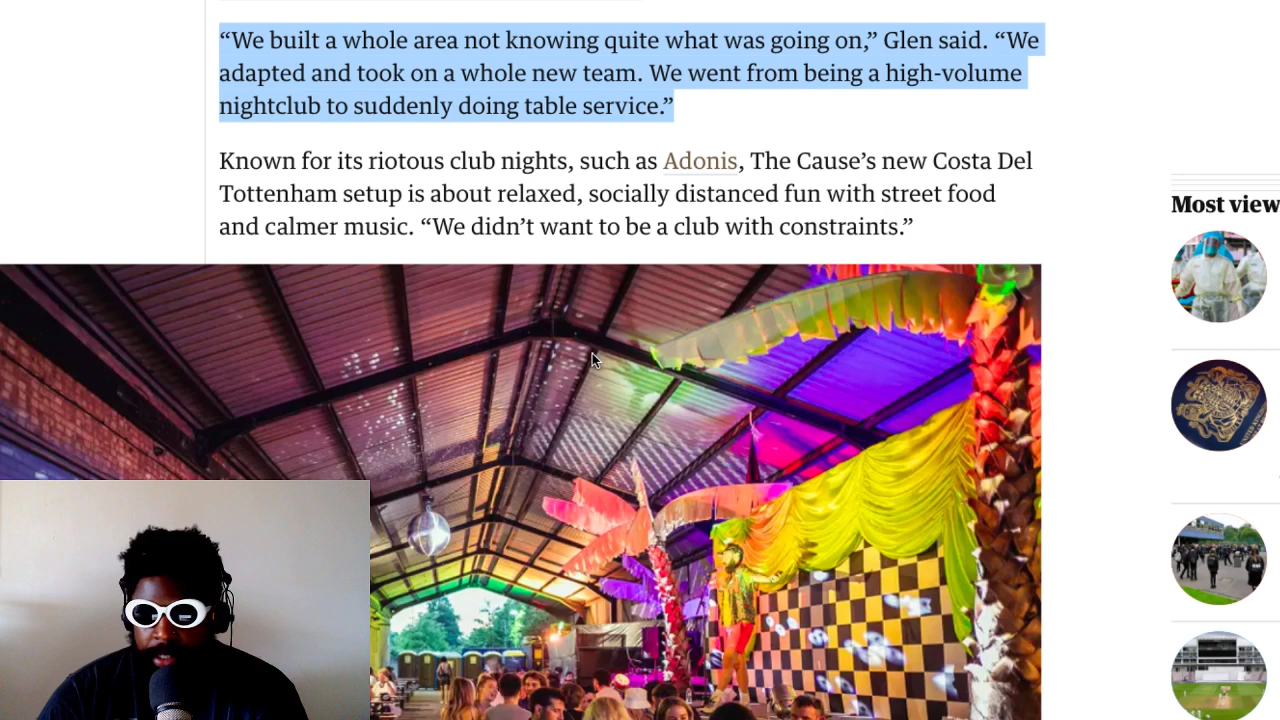 “We built a whole area not knowing quite what was going on,” Glen said. “We
adapted and took on a whole new team. We went from being a high-volume
nightclub to suddenly doing table service.”
Known for its riotous club nights, such as Adonis, The Cause’s new Costa Del
Tottenham setup is about relaxed, socially distanced fun with street food
and calmer music. “We didn’t want to be a club with constraints.”
Most view